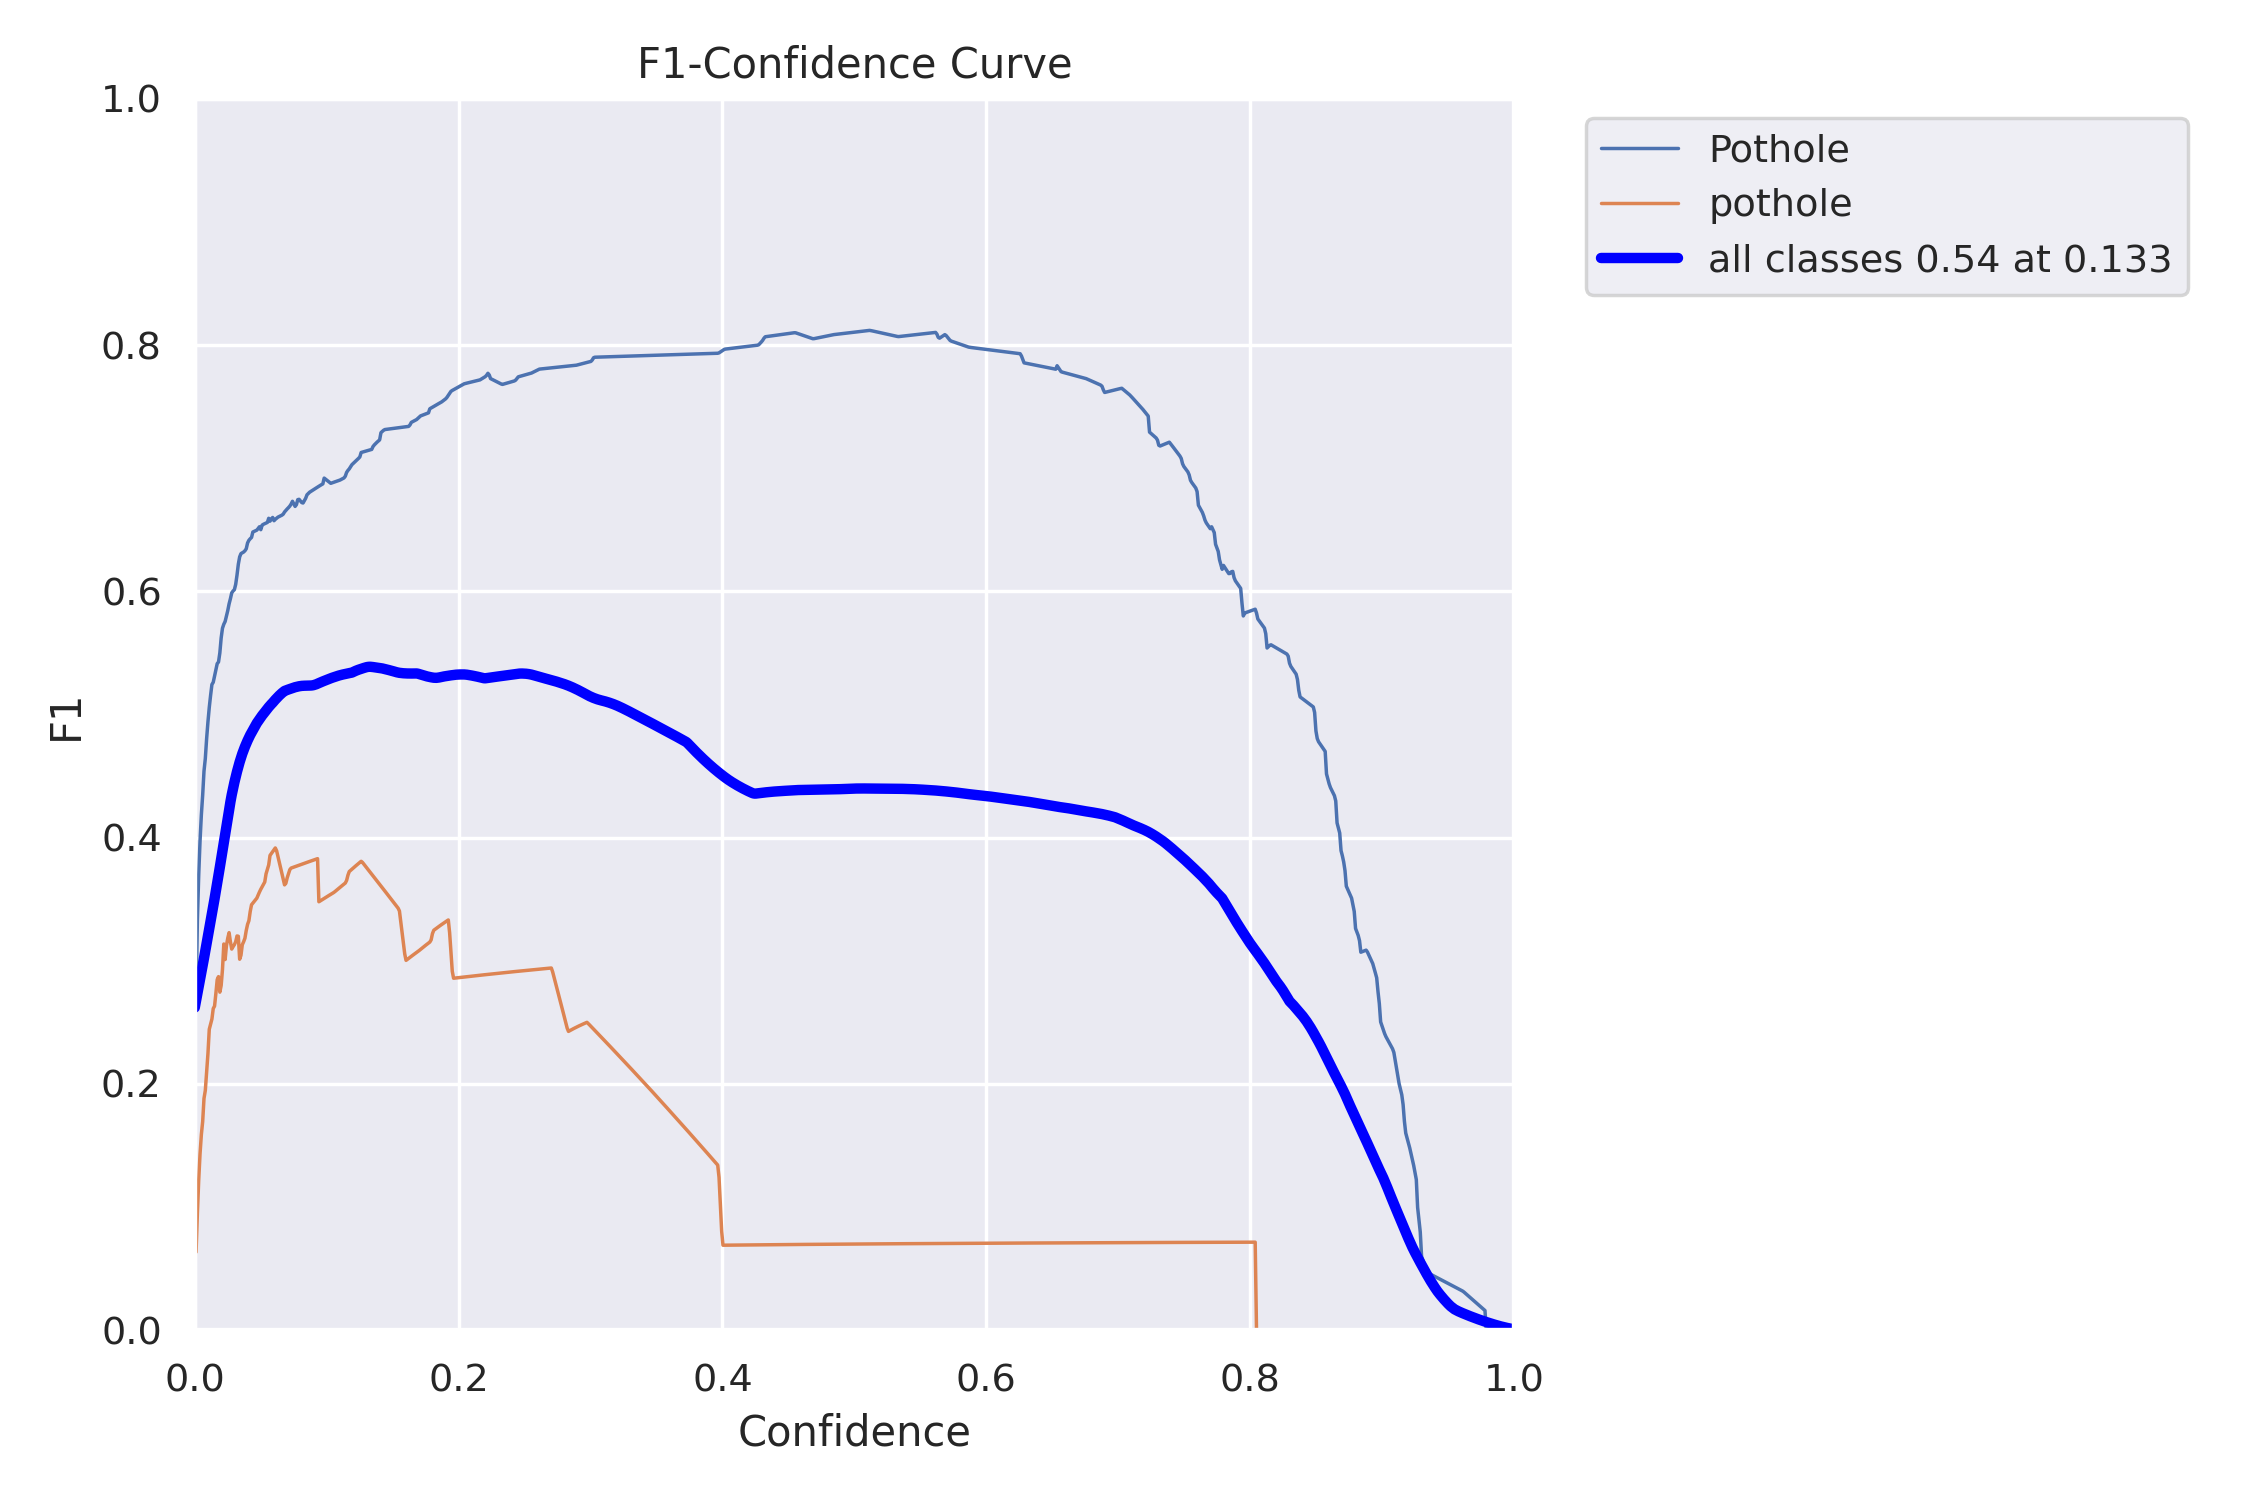 F1-Confidence Curve
1.0
0.8
0.6
0.4
0.2
0.0
F1
0.0 0.2 0.4 0.6 0.8 1.0
Confidence
Pothole
pothole
all classes 0.54 at 0.133